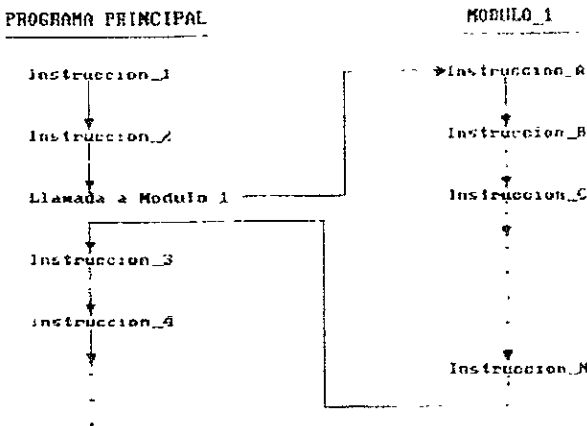 PROGRAMA PRINCIPAL
Instruccion_1
Instruccion_2
Llamada a Modulo 1
Instruccion_3
Instruccion_4
MODULO_1
Instruccion_A
Instruccion_B
Instruccion_C
Instruccion_N